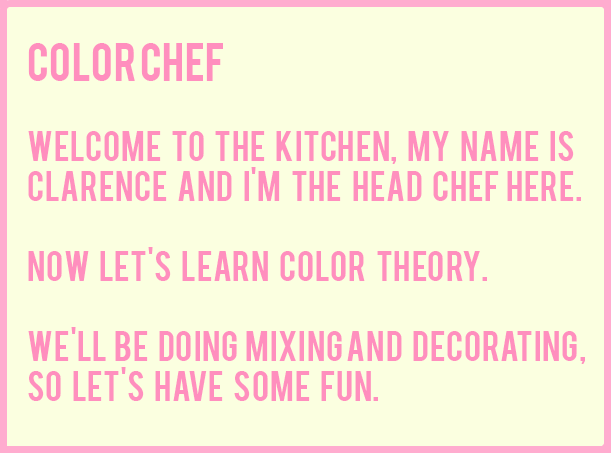 COLOR CHEF
WELCOME TO THE KITCHEN, MY NAME IS
CLARENCE AND I'M THE HEAD CHEF HERE.
NOW LET'S LEARN COLOR THEORY.
WE'LL BE DOING MIXING AND DECORATING,
SO LET'S HAVE SOME FUN.